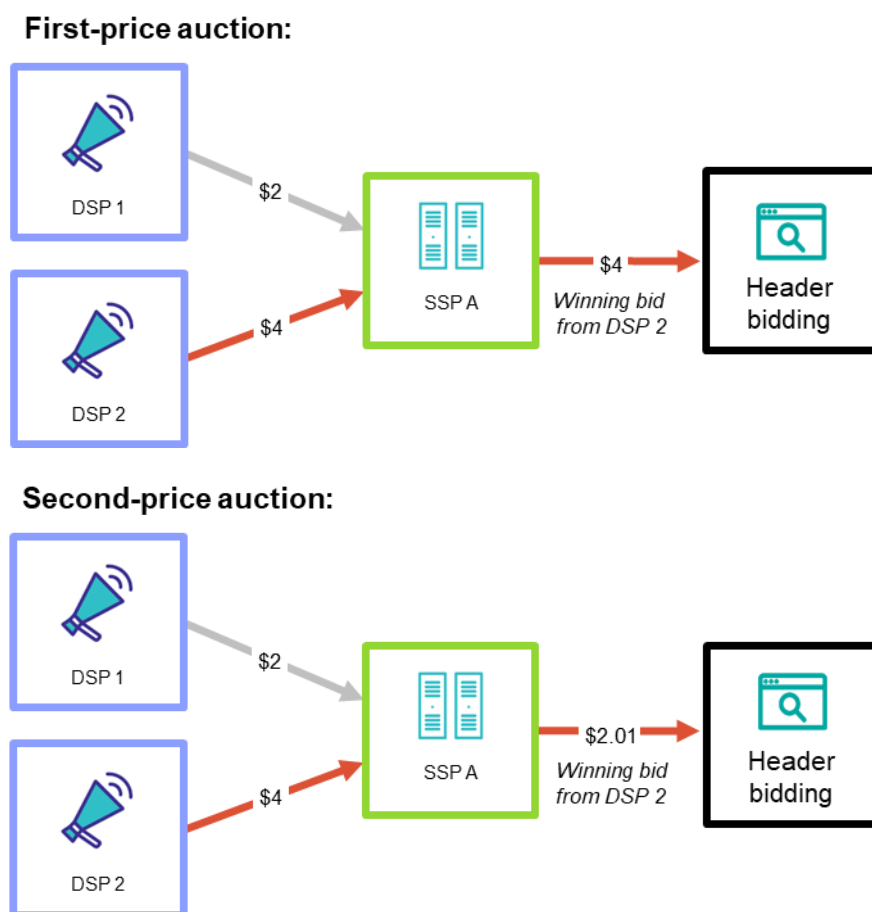 First-price auction:
DSP 1
$2
DSP 2
$4
SSP A
$4
Winning bid
from DSP 2
Header
bidding
Second-price auction:
DSP 1
$2
DSP 2
$4
SSP A
$2.01
Winning bid
from DSP 2
Header
bidding